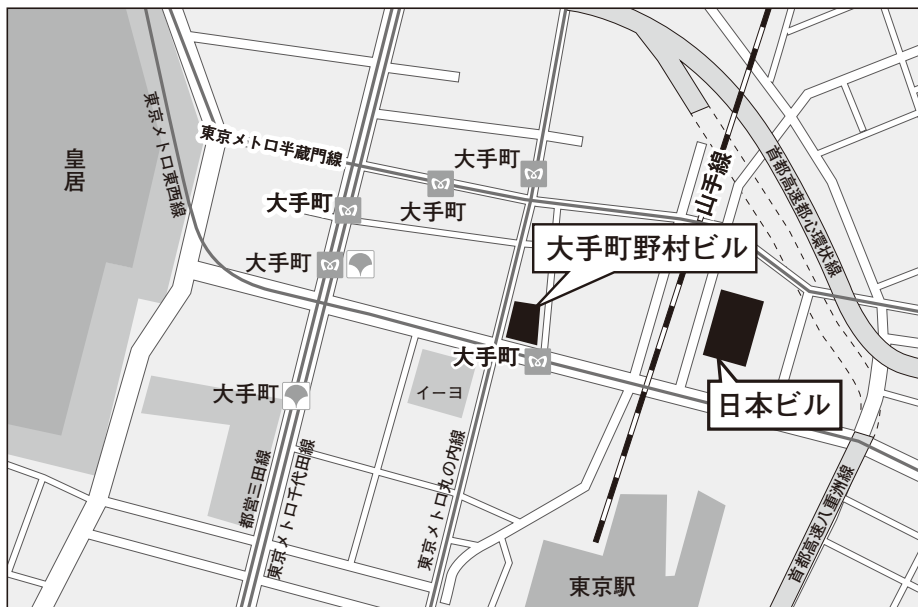 皇居
東京メトロ東西線
東京メトロ半蔵門線
大手町
大手町
大手町
大手町
山手線
首都高速都心環状線
大手町野村ビル
大手町
大手町
イーヨ
日本ビル
都営三田線
東京メトロ千代田線
東京メトロ丸の内線
東京駅
首都高速八重洲線